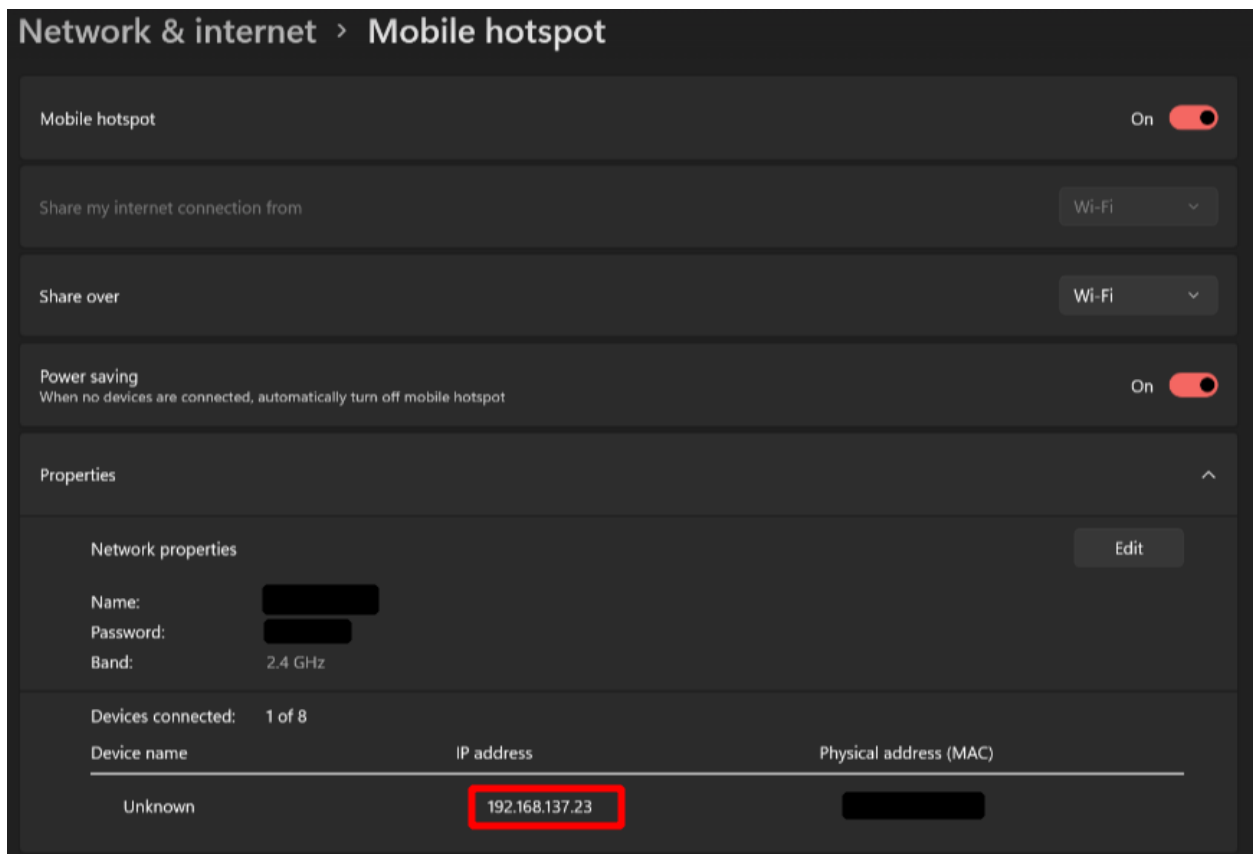 Network & internet > Mobile hotspot
Mobile hotspot On
Share my internet connection from Wi-Fi
Share over Wi-Fi
Power saving
When no devices are connected, automatically turn off mobile hotspot
On
Properties
Network properties Edit
Name:
Password:
Band: 2.4 GHz
Devices connected: 1 of 8
Device name IP address Physical address (MAC)
Unknown 192.168.137.23